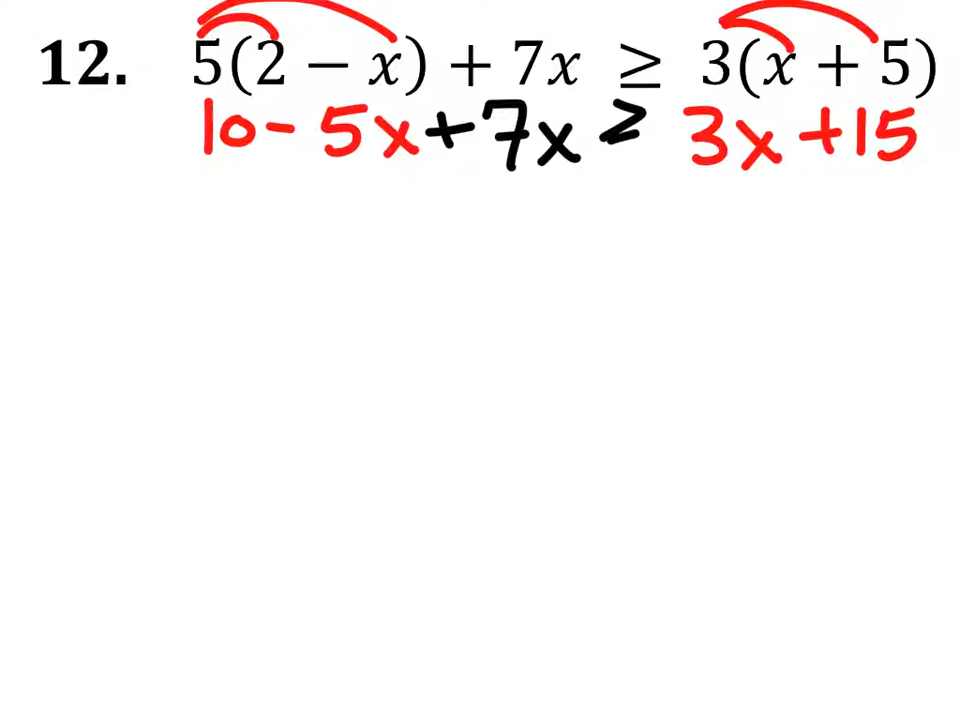 12. 5(2 − x) + 7x ≥ 3(x + 5)
10 - 5x + 7x ≥ 3x + 15